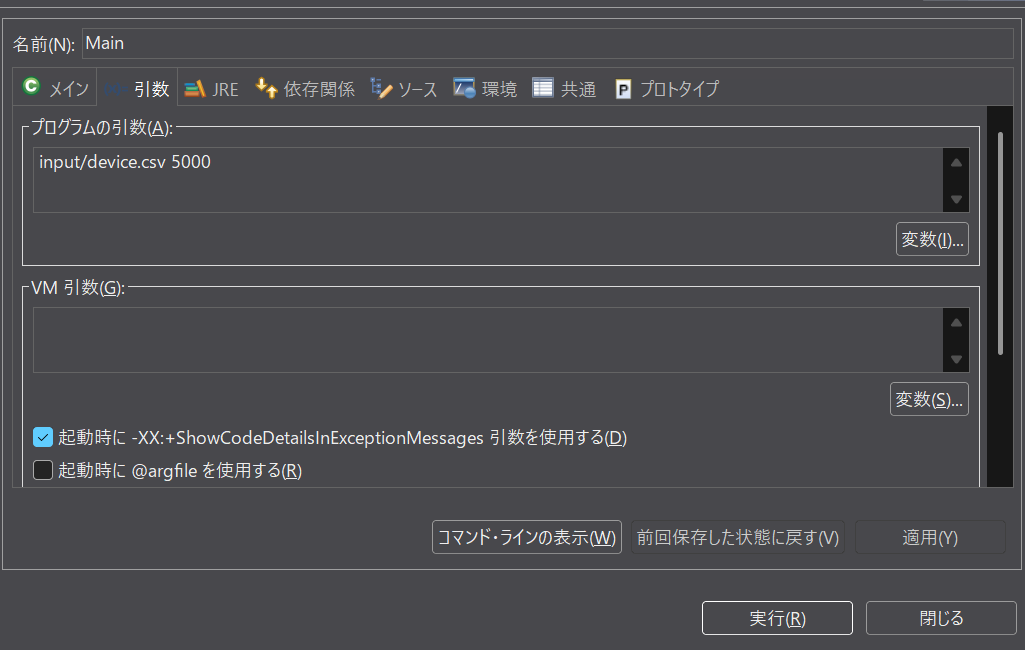 名前(N): Main
メイン 引数 JRE 依存関係 ソース 環境 共通 P プロトタイプ
プログラムの引数(A):
input/device.csv 5000
変数(I)...
VM 引数(G):
変数(S)...
起動時に -XX:+ShowCodeDetailsInExceptionMessages 引数を使用する(D)
起動時に @argfile を使用する(R)
コマンド・ラインの表示(W) 前回保存した状態に戻す(V) 適用(Y)
実行(R) 閉じる